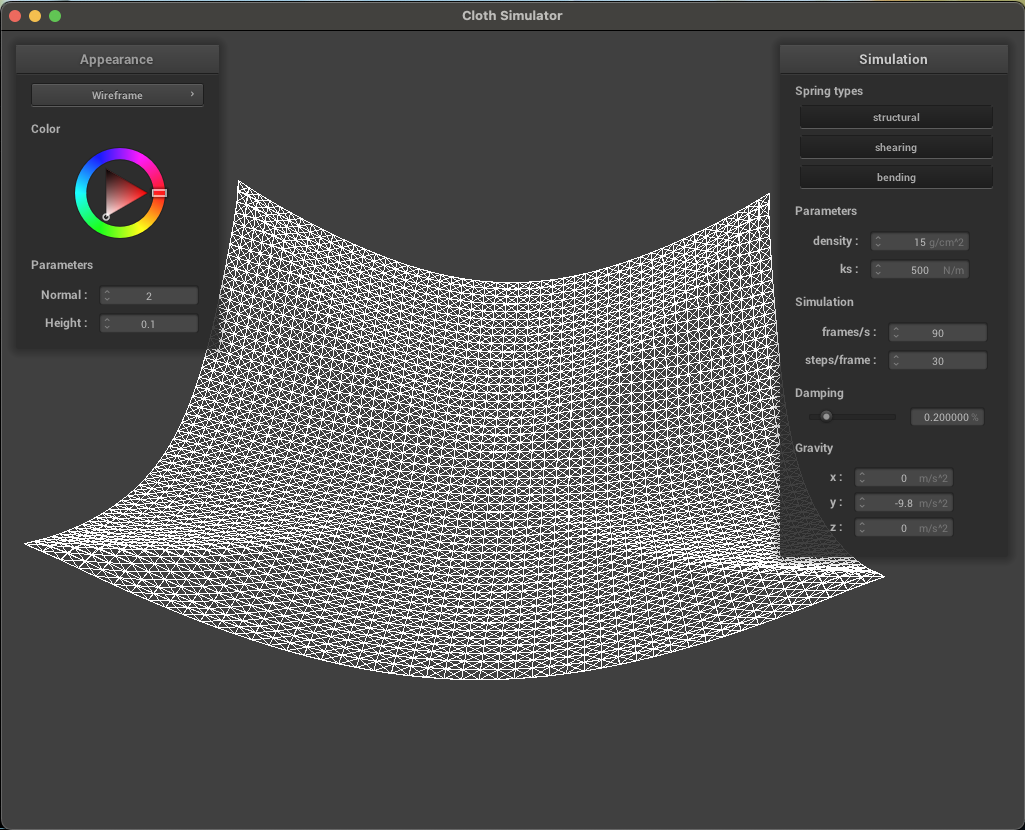 Cloth Simulator
Appearance
Wireframe
Color
Parameters
Normal : 2
Height : 0.1
Simulation
Spring types
structural
shearing
bending
Parameters
density : 15 g/cm^2
ks : 500 N/m
Simulation
frames/s : 90
steps/frame : 30
Damping
0.200000 %
Gravity
x : 0 m/s^2
y : -9.8 m/s^2
z : 0 m/s^2